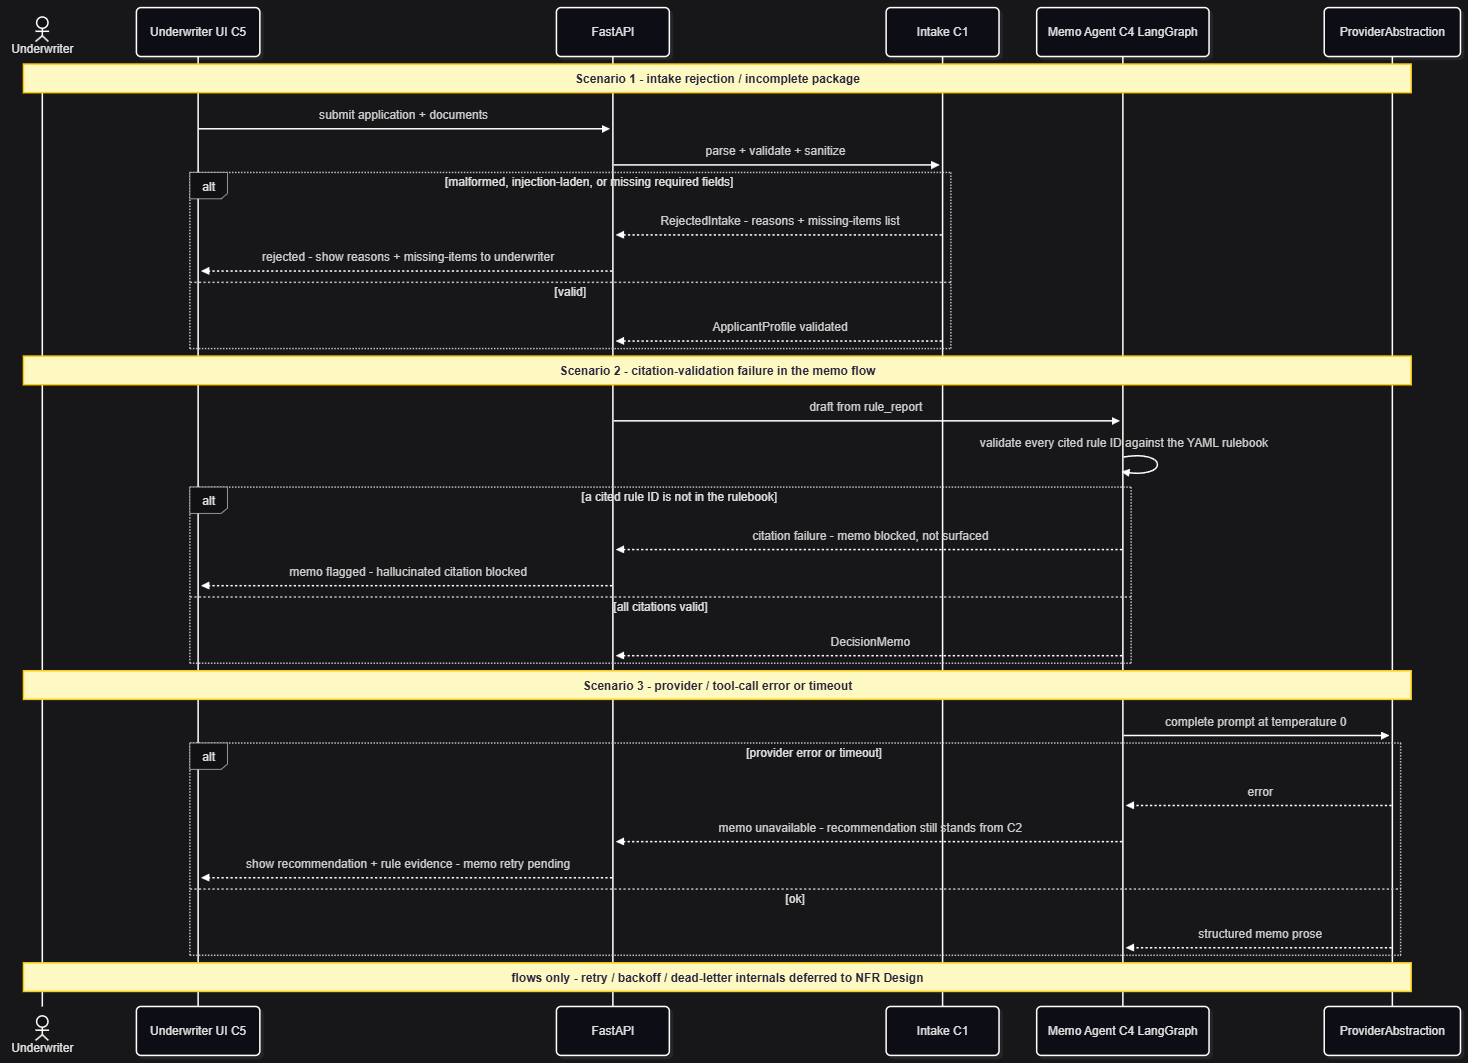 Underwriter
Underwriter UI C5
FastAPI
Intake C1
Memo Agent C4 LangGraph
ProviderAbstraction
Scenario 1 - intake rejection / incomplete package
submit application + documents
parse + validate + sanitize
alt
[malformed, injection-laden, or missing required fields]
RejectedIntake - reasons + missing-items list
rejected - show reasons + missing-items to underwriter
[valid]
ApplicantProfile validated
Scenario 2 - citation-validation failure in the memo flow
draft from rule_report
validate every cited rule ID against the YAML rulebook
alt
[a cited rule ID is not in the rulebook]
citation failure - memo blocked, not surfaced
memo flagged - hallucinated citation blocked
[all citations valid]
DecisionMemo
Scenario 3 - provider / tool-call error or timeout
complete prompt at temperature 0
alt
[provider error or timeout]
error
memo unavailable - recommendation still stands from C2
show recommendation + rule evidence - memo retry pending
[ok]
structured memo prose
flows only - retry / backoff / dead-letter internals deferred to NFR Design
Underwriter
Underwriter UI C5
FastAPI
Intake C1
Memo Agent C4 LangGraph
ProviderAbstraction